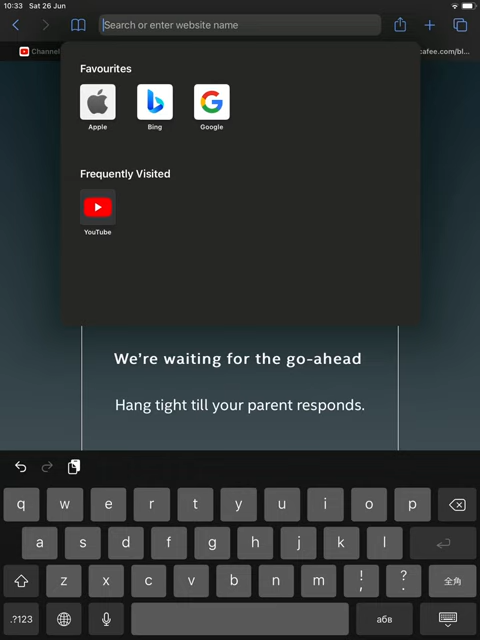 10:33 Sat 26 Jun
Search or enter website name
Channel
cafee.com/bl...
Favourites
Apple
Bing
Google
Frequently Visited
YouTube
We're waiting for the go-ahead
Hang tight till your parent responds.
q w e r t y u i o p
a s d f g h j k l
z x c v b n m ! , ? . 全角
.?123
абв